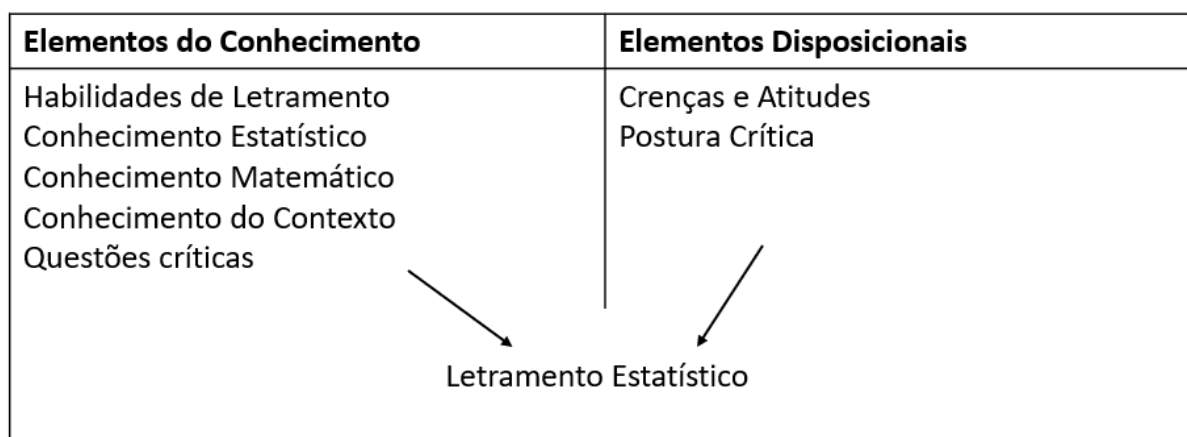 Elementos do Conhecimento
Elementos Disposicionais
Habilidades de Letramento
Conhecimento Estatístico
Conhecimento Matemático
Conhecimento do Contexto
Questões críticas
Crenças e Atitudes
Postura Crítica
Letramento Estatístico